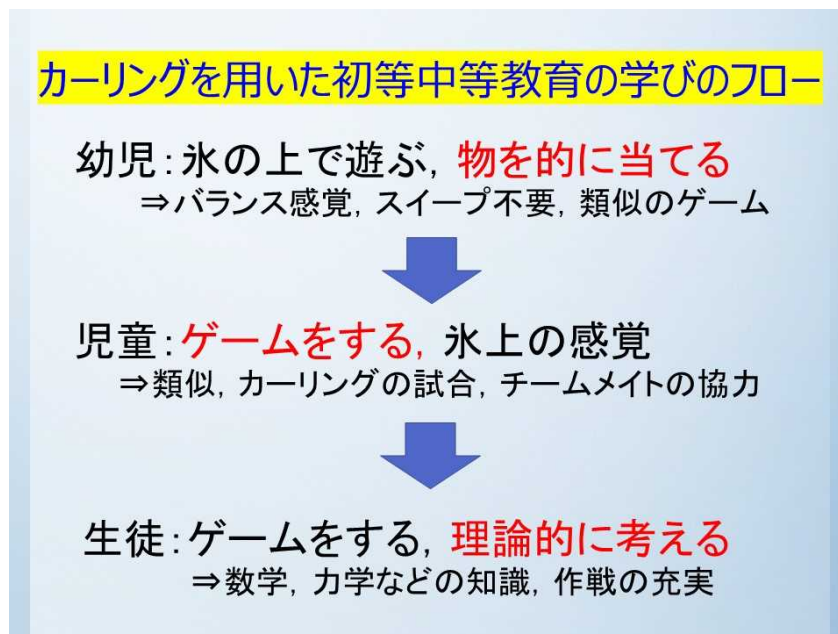 カーリングを用いた初等中等教育の学びのフロー
幼児：氷の上で遊ぶ，物を的に当てる
⇒バランス感覚，スイープ不要，類似のゲーム
児童：ゲームをする，氷上の感覚
⇒類似，カーリングの試合，チームメイトの協力
生徒：ゲームをする，理論的に考える
⇒数学，力学などの知識，作戦の充実